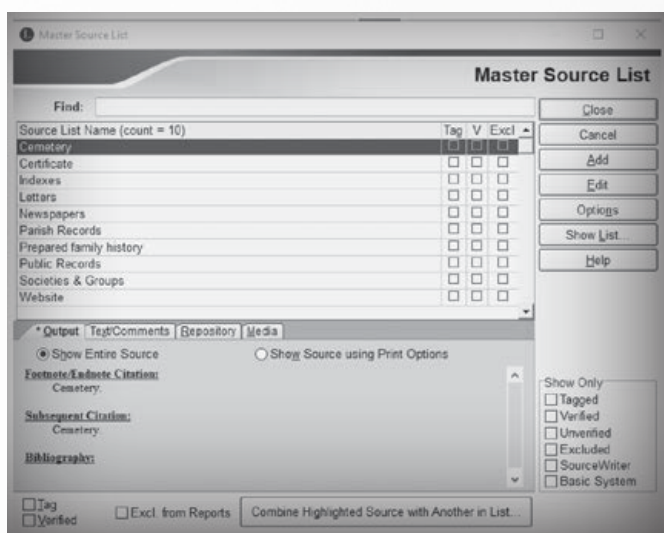 Master Source List
Master Source List
Find:
Close
Source List Name (count = 10) Tag V Excl
Cancel
Cemetery
Certificate
Add
Indexes
Edit
Letters
Newspapers
Options
Parish Records
Show List...
Prepared family history
Public Records
Help
Societies & Groups
Website
* Output Text/Comments Repository Media
Show Entire Source Show Source using Print Options
Footnote/Endnote Citation:
Cemetery.
Subsequent Citation:
Cemetery.
Bibliography:
Show Only
Tagged
Verified
Unverified
Excluded
SourceWriter
Basic System
Tag
Verified
Excl. from Reports
Combine Highlighted Source with Another in List...